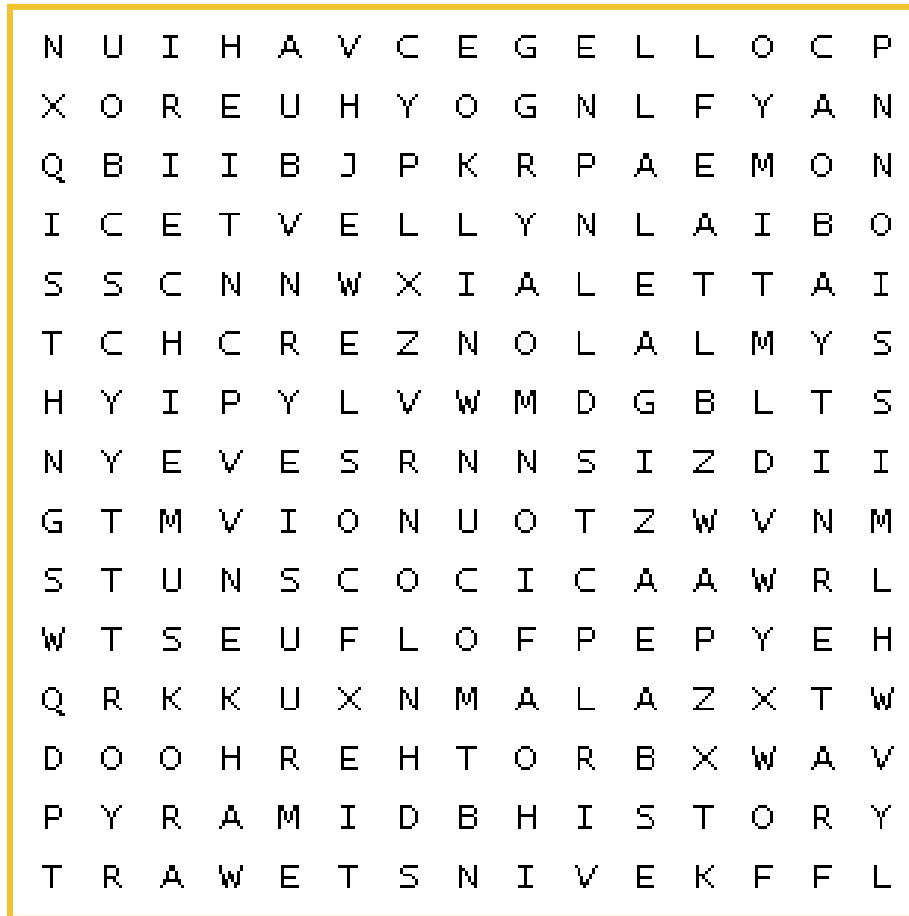 N U I H A V C E G E L L O C P
X O R E U H Y O G N L F Y A N
Q B I I B J P K R P A E M O N
I C E T V E L L Y N L A I B O
S S C N N W X I A L E T T A I
T C H C R E Z N O L A L M Y S
H Y I P Y L V W M D G B L T S
N Y E V E S R N N S I Z D I I
G T M V I O N U O T Z W V N M
S T U N S C O C I C A A W R L
W T S E U F L O F P E P Y E H
Q R K K U X N M A L A Z X T W
D O O H R E H T O R B X W A V
P Y R A M I D B H I S T O R Y
T R A W E T S N I V E K F F L